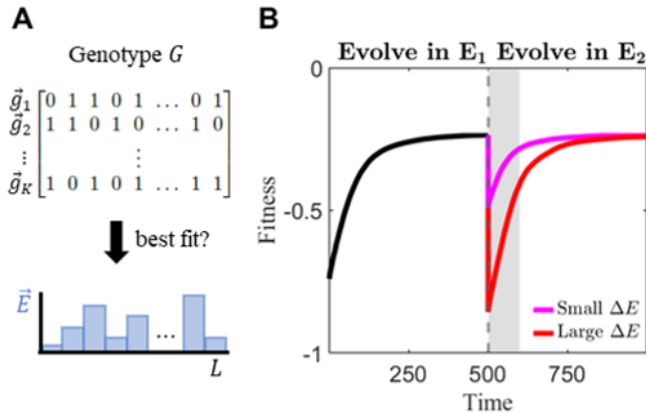 A
Genotype G
g⃗1 0 1 1 0 1 … 0 1
g⃗2 1 1 0 1 0 … 1 0
⋮ ⋮
g⃗K 1 0 1 0 1 … 1 1
best fit?
E⃗
...
L
B
Evolve in E1 Evolve in E2
0
-0.5
-1
Fitness
250 500 750
Time
Small ΔE
Large ΔE